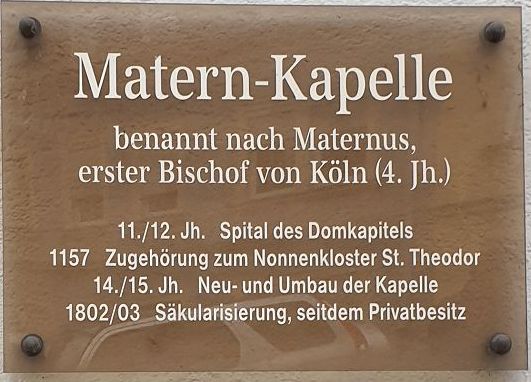 Matern-Kapelle
benannt nach Maternus,
erster Bischof von Köln (4. Jh.)
11./12. Jh. Spital des Domkapitels
1157 Zugehörung zum Nonnenkloster St. Theodor
14./15. Jh. Neu- und Umbau der Kapelle
1802/03 Säkularisierung, seitdem Privatbesitz